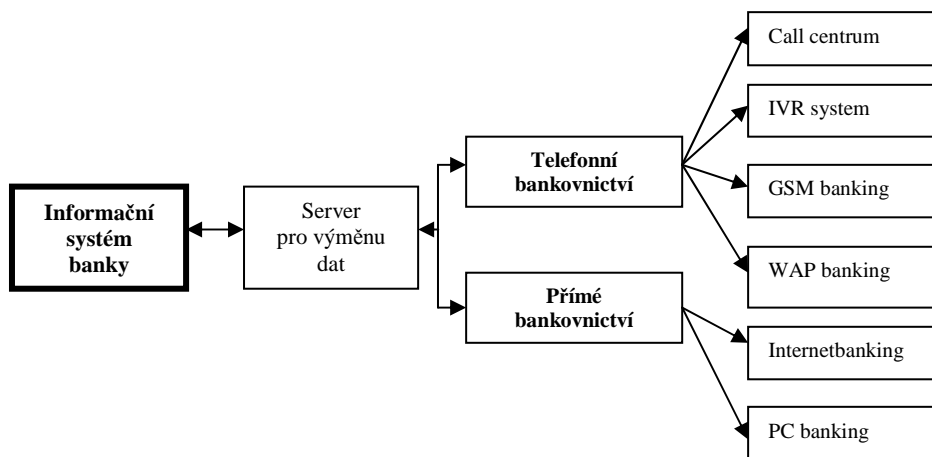 Informační
systém
banky
Server
pro výměnu
dat
Telefonní
bankovnictví
Přímé
bankovnictví
Call centrum
IVR system
GSM banking
WAP banking
Internetbanking
PC banking